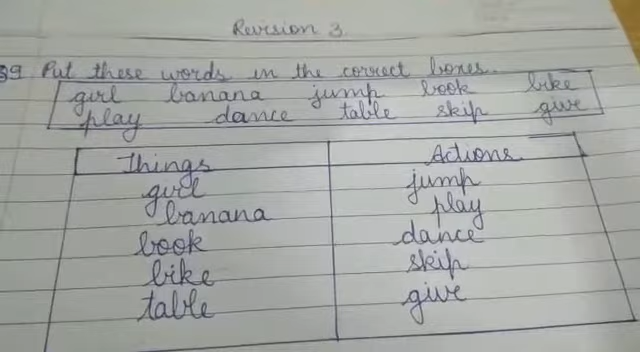 Revision 3.
39 Put these words in the correct boxes.
girl banana jump book bike
play dance table skip give
Things Actions
girl jump
banana play
book dance
bike skip
table give